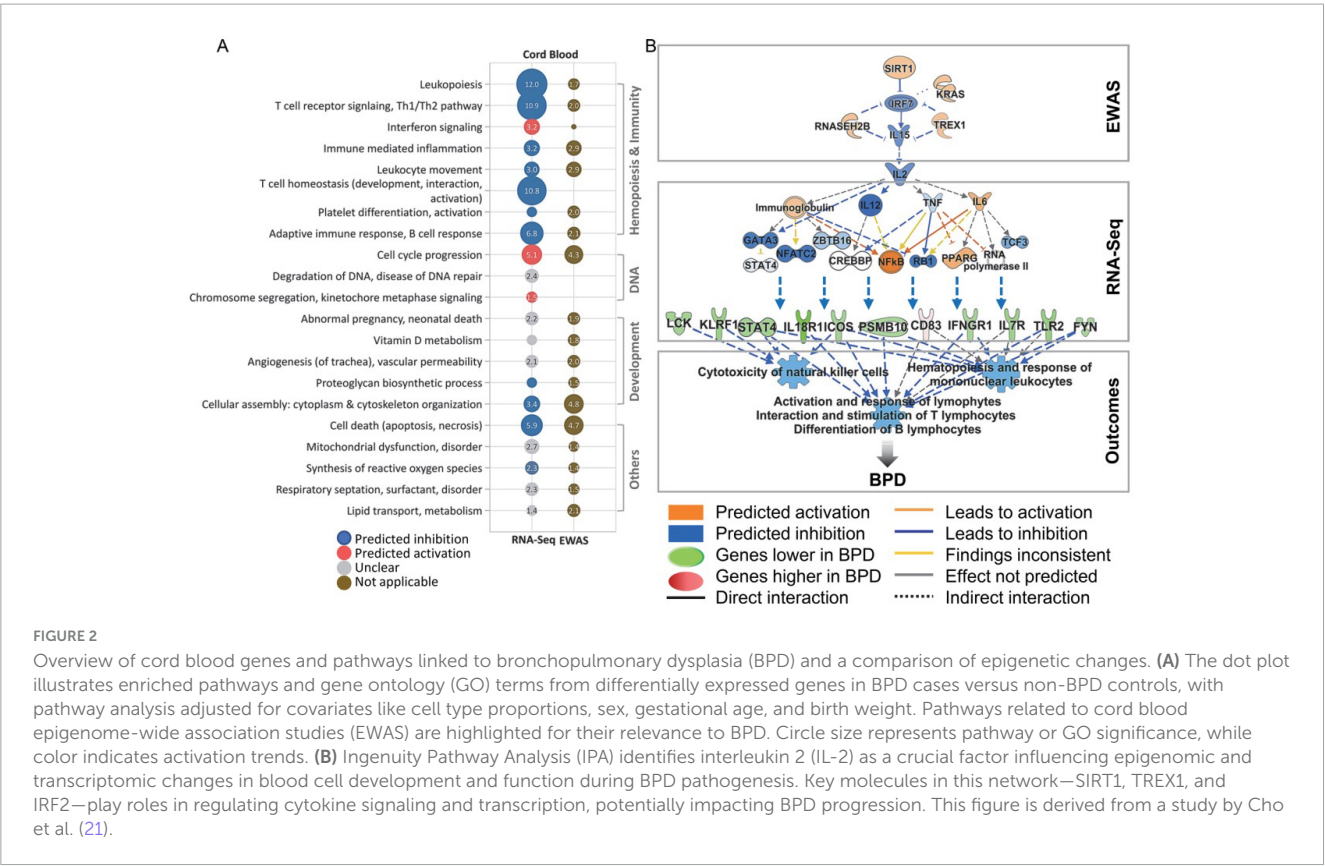 A
Cord Blood
Leukopoiesis 12.0 1.7
T cell receptor signlaing, Th1/Th2 pathway 10.9 2.0
Interferon signaling 3.2
Immune mediated inflammation 3.2 2.9
Leukocyte movement 3.0 2.9
T cell homeostasis (development, interaction,
activation) 10.8
Platelet differentiation, activation 2.0
Adaptive immune response, B cell response 6.8 2.1
Cell cycle progression 5.1 4.3
Degradation of DNA, disease of DNA repair 2.4
Chromosome segregation, kinetochore metaphase signaling 1.5
Abnormal pregnancy, neonatal death 2.2 1.9
Vitamin D metabolism 1.8
Angiogenesis (of trachea), vascular permeability 2.1 2.0
Proteoglycan biosynthetic process 1.5
Cellular assembly: cytoplasm & cytoskeleton organization 3.4 4.8
Cell death (apoptosis, necrosis) 5.9 4.7
Mitochondrial dysfunction, disorder 2.7 1.4
Synthesis of reactive oxygen species 2.3 1.4
Respiratory septation, surfactant, disorder 2.3 1.5
Lipid transport, metabolism 1.4 2.1
Hemopoiesis & Immunity
DNA
Development
Others
RNA-Seq EWAS
Predicted inhibition
Predicted activation
Unclear
Not applicable
B
SIRT1
KRAS
IRF7
RNASEH2B
TREX1
IL15
EWAS
IL2
Immunoglobulin IL12 TNF IL6
GATA3 ZBTB16 TCF3
NFATC2
STAT4 CREBBP NFkB RB1 PPARG RNA
polymerase II
RNA-Seq
LCK KLRF1 STAT4 IL18R1 ICOS PSMB10 CD83 IFNGR1 IL7R TLR2 FYN
Cytotoxicity of natural killer cells
Hematopoiesis and response of
mononuclear leukocytes
Activation and response of lymphophytes
Interaction and stimulation of T lymphocytes
Differentiation of B lymphocytes
BPD
Outcomes
Predicted activation
Predicted inhibition
Genes lower in BPD
Genes higher in BPD
Direct interaction
Leads to activation
Leads to inhibition
Findings inconsistent
Effect not predicted
Indirect interaction
FIGURE 2
Overview of cord blood genes and pathways linked to bronchopulmonary dysplasia (BPD) and a comparison of epigenetic changes. (A) The dot plot
illustrates enriched pathways and gene ontology (GO) terms from differentially expressed genes in BPD cases versus non-BPD controls, with
pathway analysis adjusted for covariates like cell type proportions, sex, gestational age, and birth weight. Pathways related to cord blood
epigenome-wide association studies (EWAS) are highlighted for their relevance to BPD. Circle size represents pathway or GO significance, while
color indicates activation trends. (B) Ingenuity Pathway Analysis (IPA) identifies interleukin 2 (IL-2) as a crucial factor influencing epigenomic and
transcriptomic changes in blood cell development and function during BPD pathogenesis. Key molecules in this network—SIRT1, TREX1, and
IRF2—play roles in regulating cytokine signaling and transcription, potentially impacting BPD progression. This figure is derived from a study by Cho
et al. (21).